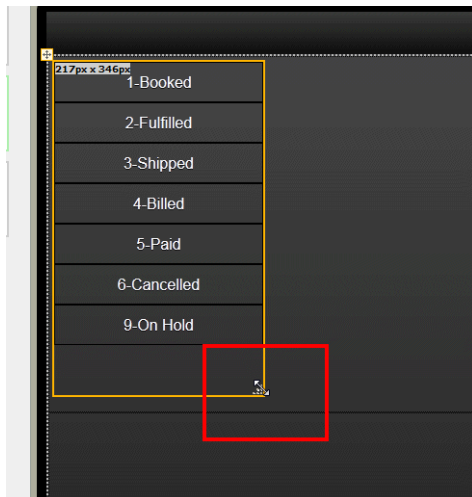 217px x 346px
1-Booked
2-Fulfilled
3-Shipped
4-Billed
5-Paid
6-Cancelled
9-On Hold